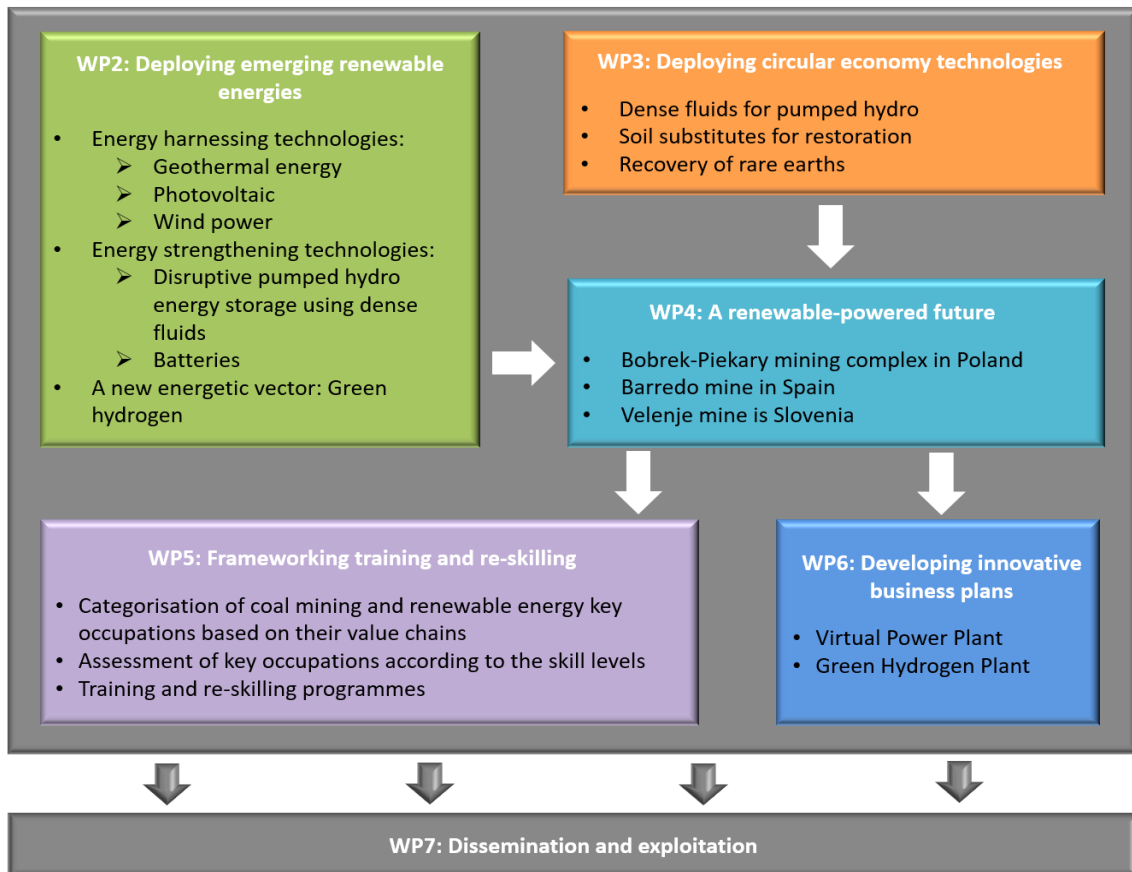 WP2: Deploying emerging renewable
energies
• Energy harnessing technologies:
➢ Geothermal energy
➢ Photovoltaic
➢ Wind power
• Energy strengthening technologies:
➢ Disruptive pumped hydro
energy storage using dense
fluids
➢ Batteries
• A new energetic vector: Green
hydrogen
WP3: Deploying circular economy technologies
• Dense fluids for pumped hydro
• Soil substitutes for restoration
• Recovery of rare earths
WP4: A renewable-powered future
• Bobrek-Piekary mining complex in Poland
• Barredo mine in Spain
• Velenje mine is Slovenia
WP5: Frameworking training and re-skilling
• Categorisation of coal mining and renewable energy key
occupations based on their value chains
• Assessment of key occupations according to the skill levels
• Training and re-skilling programmes
WP6: Developing innovative
business plans
• Virtual Power Plant
• Green Hydrogen Plant
WP7: Dissemination and exploitation